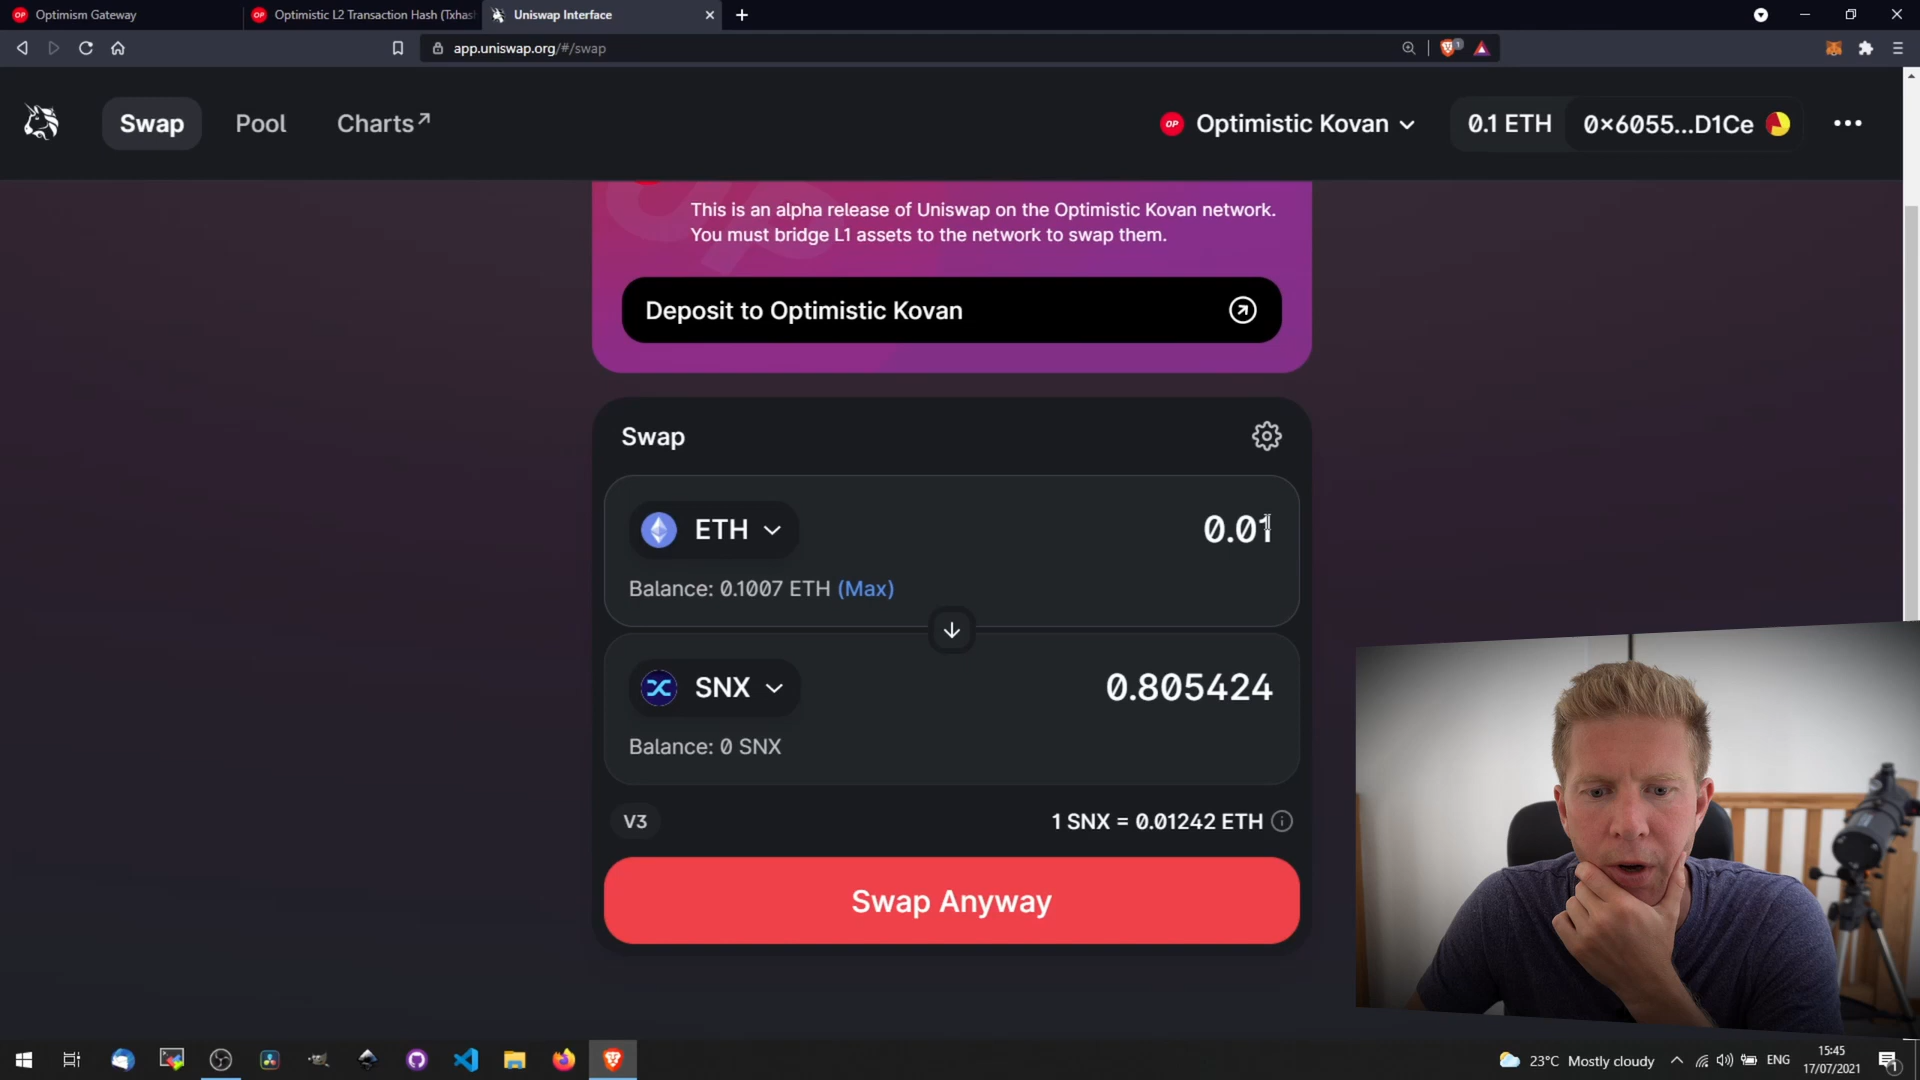 Optimism Gateway
Optimistic L2 Transaction Hash (Txhas
Uniswap Interface
app.uniswap.org/#/swap
1
Swap
Pool
Charts↗
OP
Optimistic Kovan
0.1 ETH
0x6055...D1Ce
This is an alpha release of Uniswap on the Optimistic Kovan network.
You must bridge L1 assets to the network to swap them.
Deposit to Optimistic Kovan
Swap
ETH
0.01
Balance: 0.1007 ETH (Max)
SNX
0.805424
Balance: 0 SNX
V3
1 SNX = 0.01242 ETH
Swap Anyway
23°C Mostly cloudy
ENG
15:45
17/07/2021
1